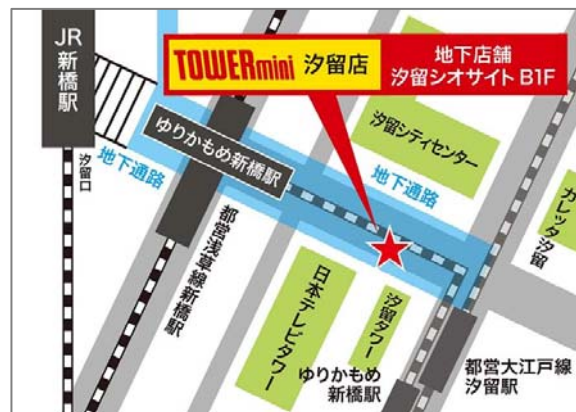 JR
新橋駅
TOWERmini 汐留店
地下店舗
汐留シオサイト B1F
汐留口
地下通路
ゆりかもめ新橋駅
都営浅草線新橋駅
汐留シティセンター
地下通路
カレッタ汐留
日本テレビタワー
汐留タワー
ゆりかもめ
新橋駅
都営大江戸線
汐留駅